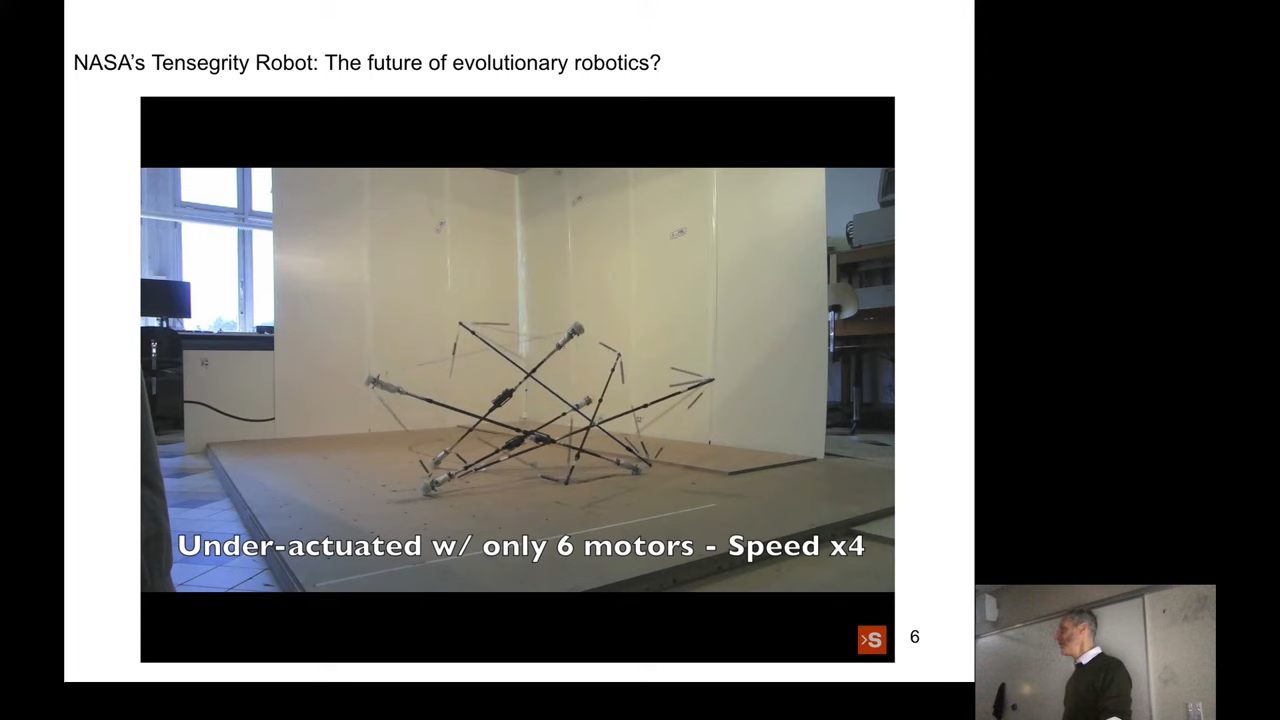 NASA’s Tensegrity Robot: The future of evolutionary robotics?
Under-actuated w/ only 6 motors - Speed x4
>S
6